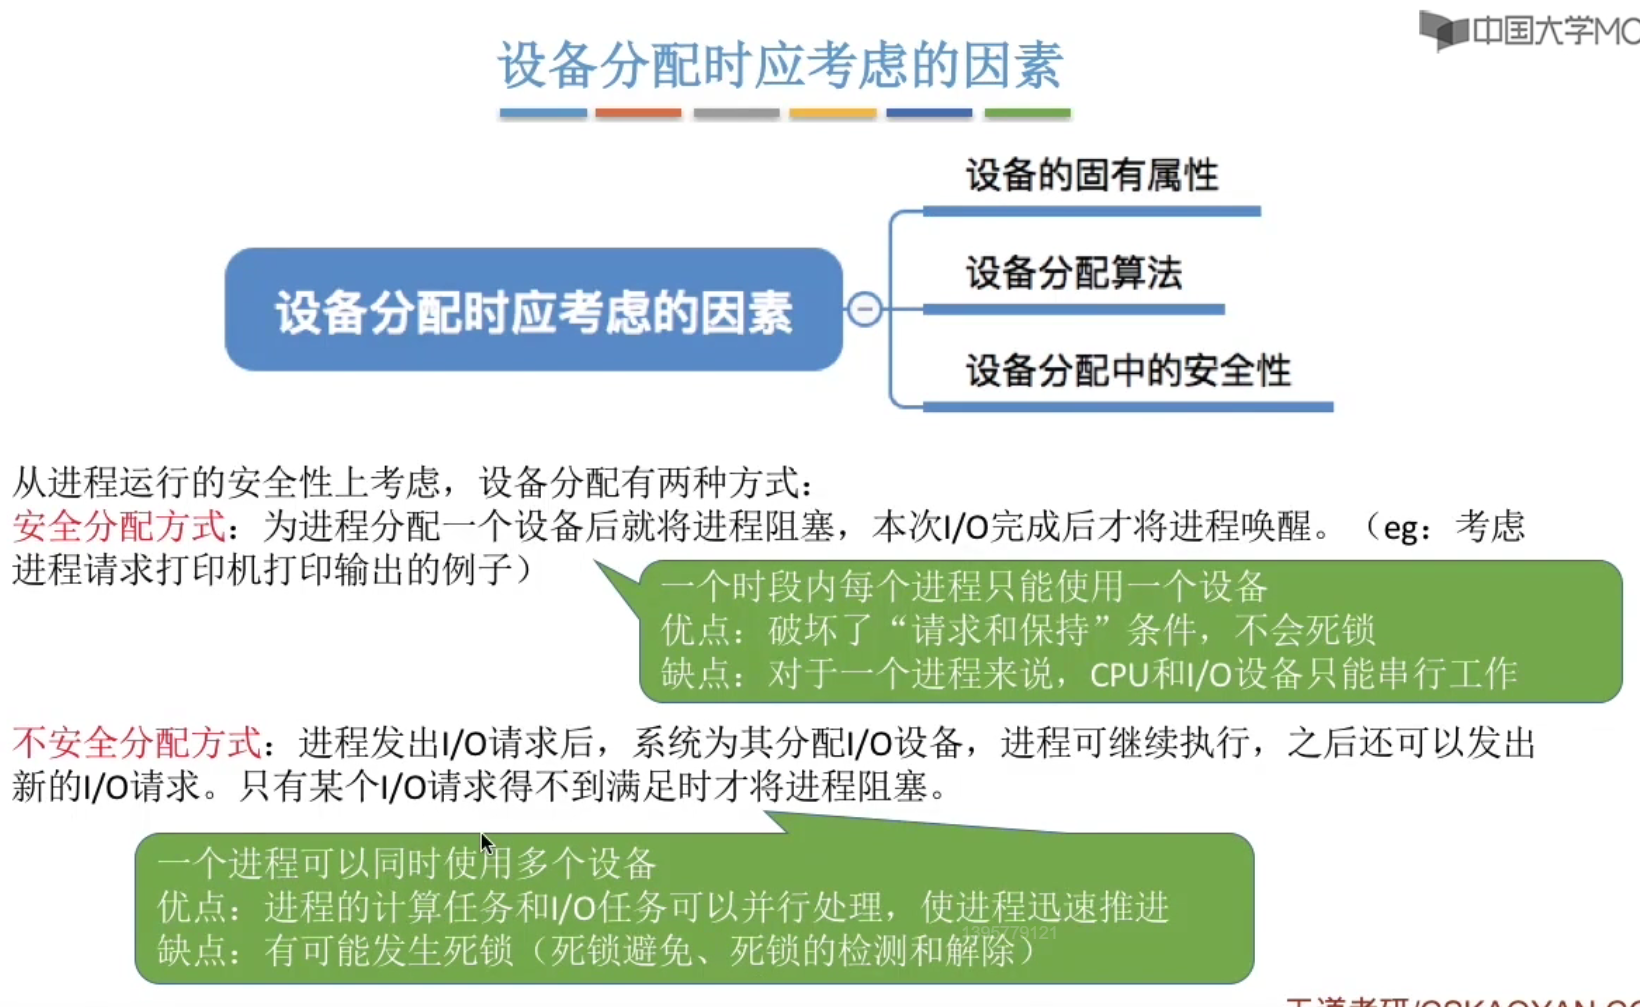 中国大学MO
设备分配时应考虑的因素
设备的固有属性
设备分配时应考虑的因素
设备分配算法
设备分配中的安全性
从进程运行的安全性上考虑，设备分配有两种方式：
安全分配方式：为进程分配一个设备后就将进程阻塞，本次I/O完成后才将进程唤醒。（eg：考虑
进程请求打印机打印输出的例子）
一个时段内每个进程只能使用一个设备
优点：破坏了“请求和保持”条件，不会死锁
缺点：对于一个进程来说，CPU和I/O设备只能串行工作
不安全分配方式：进程发出I/O请求后，系统为其分配I/O设备，进程可继续执行，之后还可以发出
新的I/O请求。只有某个I/O请求得不到满足时才将进程阻塞。
一个进程可以同时使用多个设备
优点：进程的计算任务和I/O任务可以并行处理，使进程迅速推进
1395779121
缺点：有可能发生死锁（死锁避免、死锁的检测和解除）